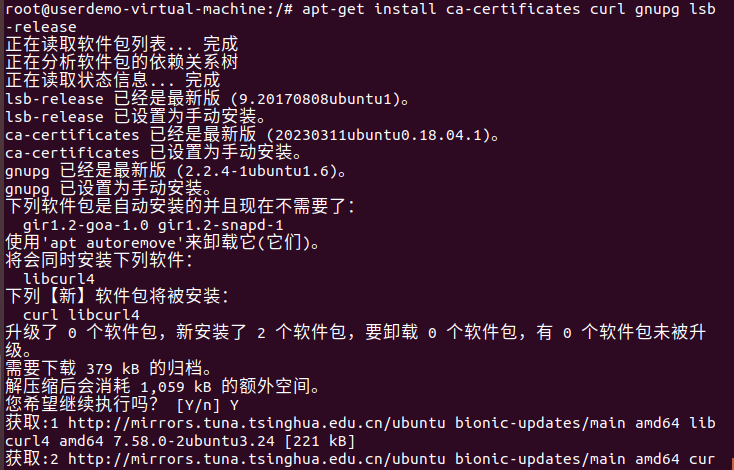 root@userdemo-virtual-machine:/# apt-get install ca-certificates curl gnupg lsb
-release
正在读取软件包列表... 完成
正在分析软件包的依赖关系树
正在读取状态信息... 完成
lsb-release 已经是最新版 (9.20170808ubuntu1)。
lsb-release 已设置为手动安装。
ca-certificates 已经是最新版 (20230311ubuntu0.18.04.1)。
ca-certificates 已设置为手动安装。
gnupg 已经是最新版 (2.2.4-1ubuntu1.6)。
gnupg 已设置为手动安装。
下列软件包是自动安装的并且现在不需要了：
  gir1.2-goa-1.0 gir1.2-snapd-1
使用'apt autoremove'来卸载它(它们)。
将会同时安装下列软件：
  libcurl4
下列【新】软件包将被安装：
  curl libcurl4
升级了 0 个软件包，新安装了 2 个软件包，要卸载 0 个软件包，有 0 个软件包未被升
级。
需要下载 379 kB 的归档。
解压缩后会消耗 1,059 kB 的额外空间。
您希望继续执行吗？ [Y/n] Y
获取:1 http://mirrors.tuna.tsinghua.edu.cn/ubuntu bionic-updates/main amd64 lib
curl4 amd64 7.58.0-2ubuntu3.24 [221 kB]
获取:2 http://mirrors.tuna.tsinghua.edu.cn/ubuntu bionic-updates/main amd64 cur